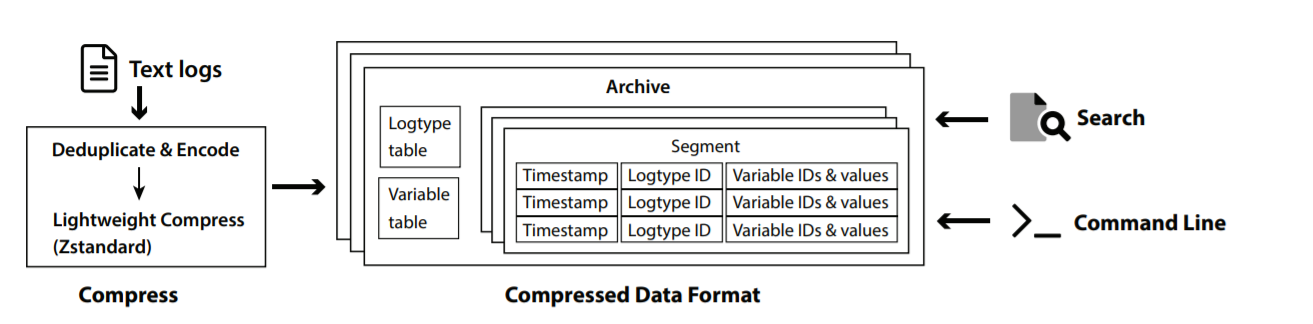 Text logs
Deduplicate & Encode
Lightweight Compress
(Zstandard)
Compress
Archive
Logtype
table
Variable
table
Segment
Timestamp Logtype ID Variable IDs & values
Timestamp Logtype ID Variable IDs & values
Timestamp Logtype ID Variable IDs & values
Compressed Data Format
Search
Command Line